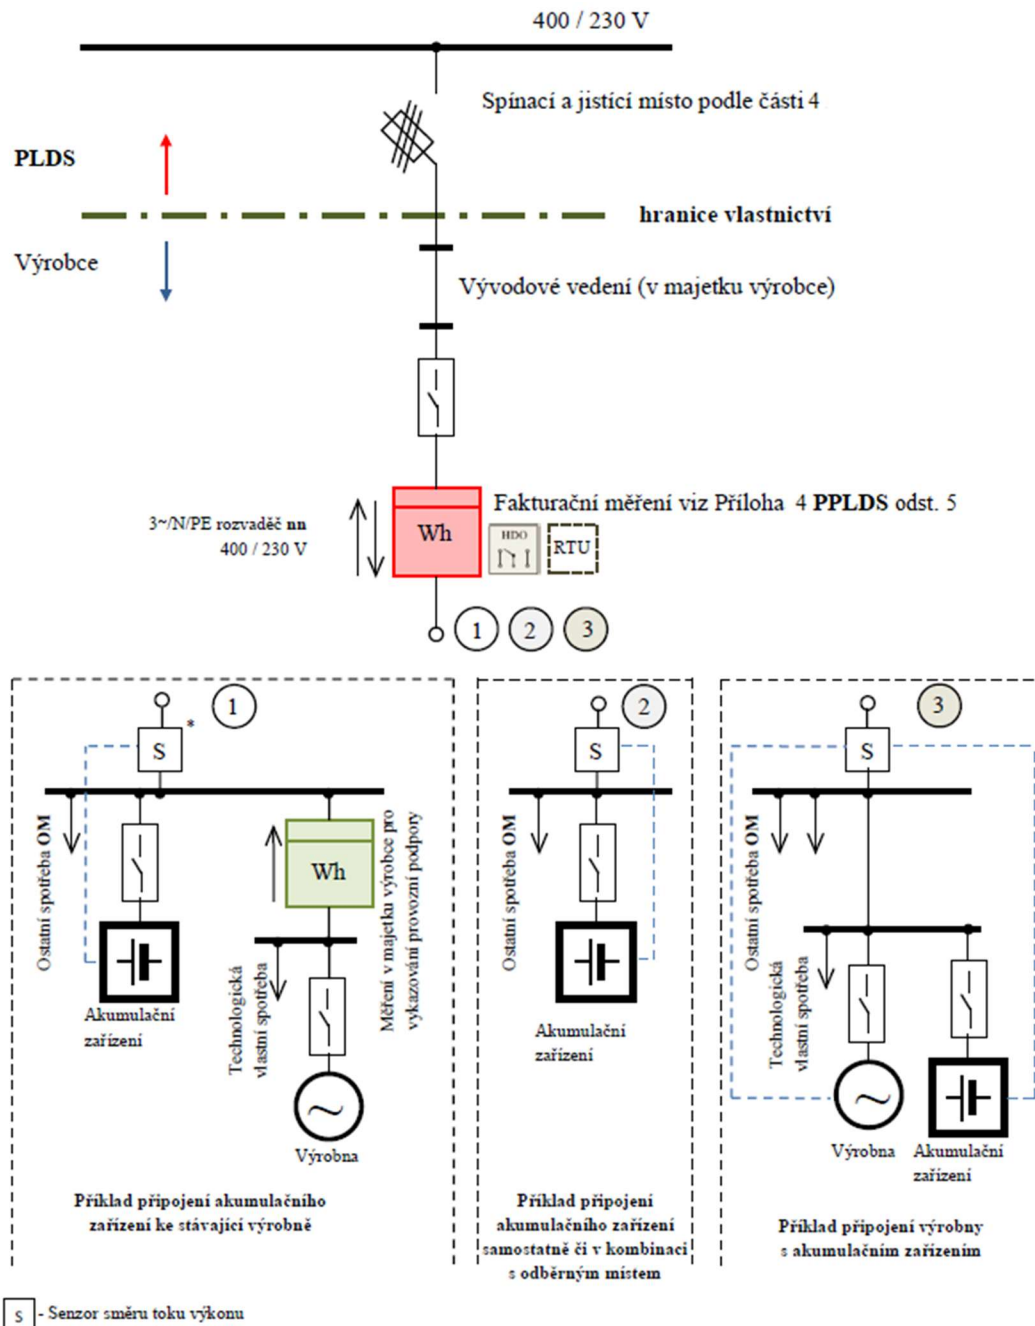 400 / 230 V
Spínací a jistící místo podle části 4
PLDS
hranice vlastnictví
Výrobce
Vývodové vedení (v majetku výrobce)
Fakturační měření viz Příloha 4 PPLDS odst. 5
3~/N/PE rozvaděč nn
400 / 230 V
Wh
HDO
RTU
1
2
3
1
S
*
Ostatní spotřeba OM
Wh
Měření v majetku výrobce pro
vykazování provozní podpory
Akumulační
zařízení
Technologická
vlastní spotřeba
Výrobna
Příklad připojení akumulačního
zařízení ke stávající výrobně
2
S
Ostatní spotřeba OM
Akumulační
zařízení
Příklad připojení
akumulačního zařízení
samostatně či v kombinaci
s odběrným místem
3
S
Ostatní spotřeba OM
Technologická
vlastní spotřeba
Výrobna
Akumulační
zařízení
Příklad připojení výrobny
s akumulačním zařízením
S - Senzor směru toku výkonu